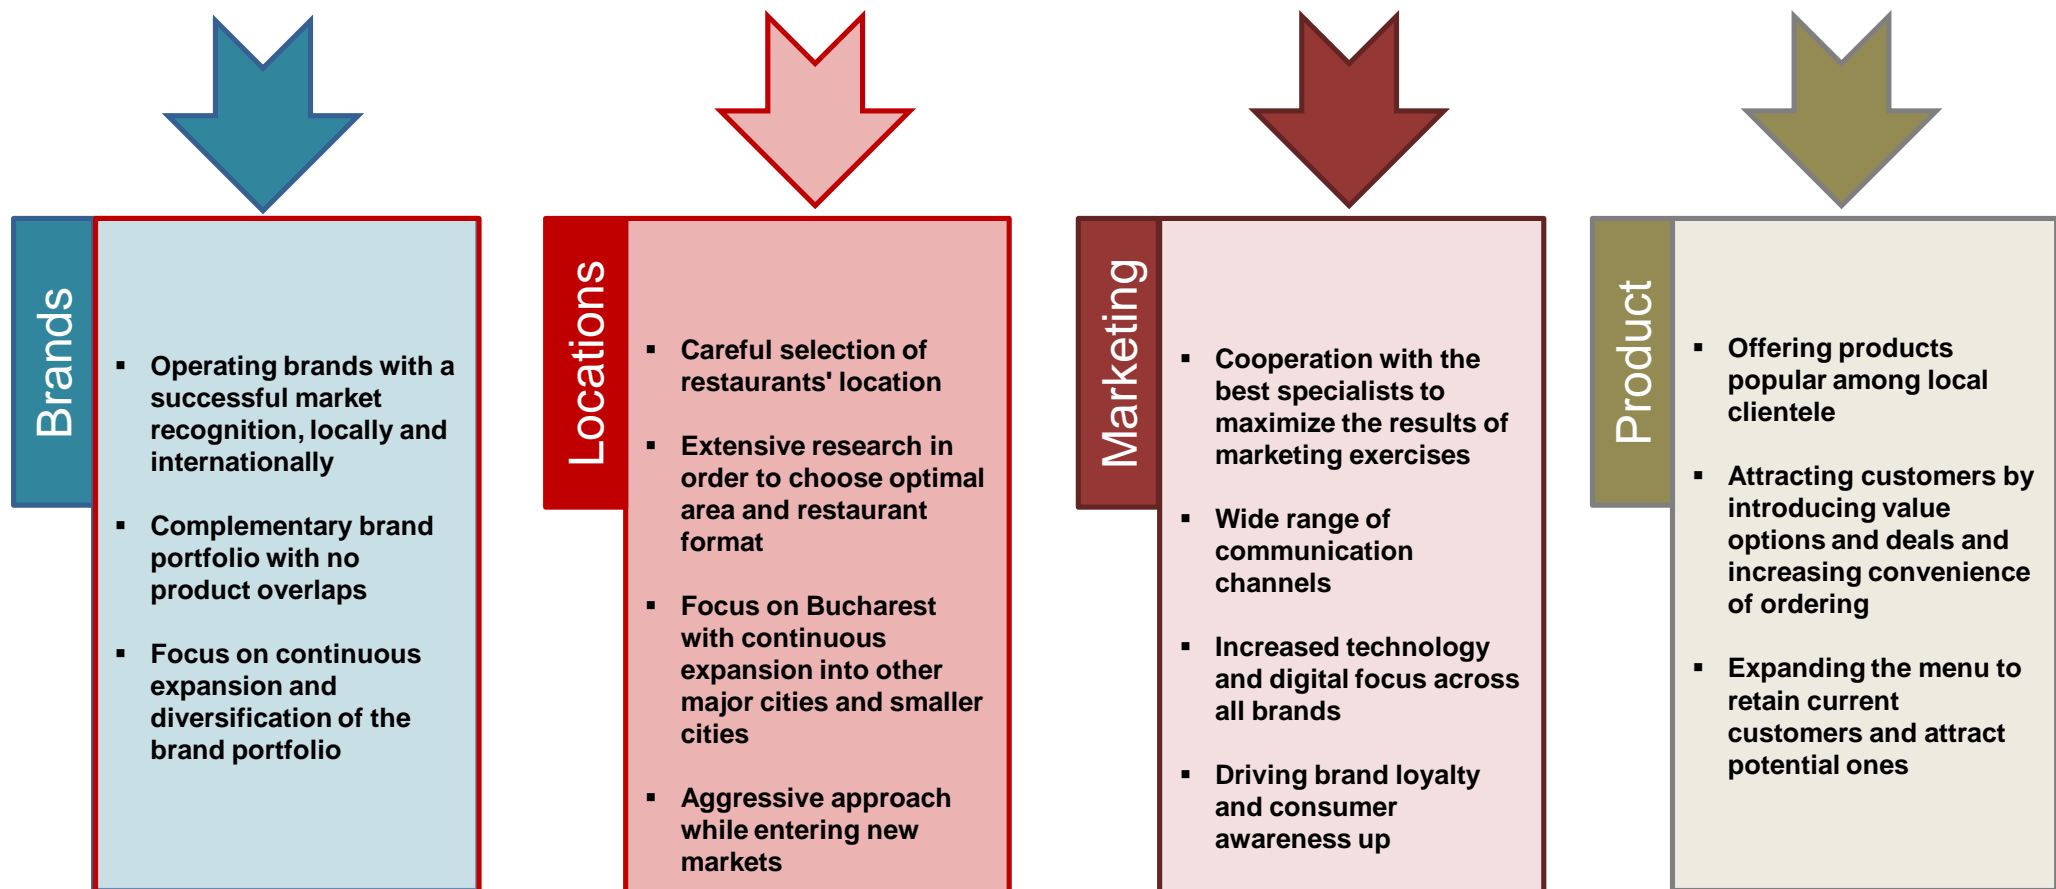 Brands
▪ Operating brands with a
successful market
recognition, locally and
internationally
▪ Complementary brand
portfolio with no
product overlaps
▪ Focus on continuous
expansion and
diversification of the
brand portfolio
Locations
▪ Careful selection of
restaurants' location
▪ Extensive research in
order to choose optimal
area and restaurant
format
▪ Focus on Bucharest
with continuous
expansion into other
major cities and smaller
cities
▪ Aggressive approach
while entering new
markets
Marketing
▪ Cooperation with the
best specialists to
maximize the results of
marketing exercises
▪ Wide range of
communication
channels
▪ Increased technology
and digital focus across
all brands
▪ Driving brand loyalty
and consumer
awareness up
Product
▪ Offering products
popular among local
clientele
▪ Attracting customers by
introducing value
options and deals and
increasing convenience
of ordering
▪ Expanding the menu to
retain current
customers and attract
potential ones